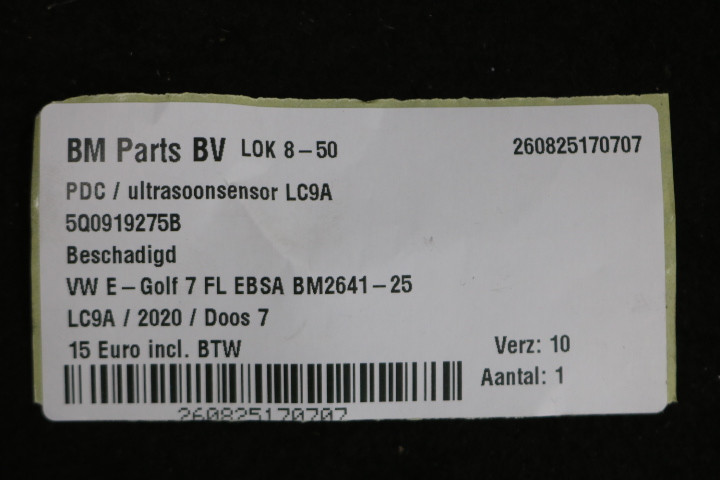 BM Parts BV LOK 8-50 260825170707
PDC / ultrasoonsensor LC9A
5Q0919275B
Beschadigd
VW E-Golf 7 FL EBSA BM2641-25
LC9A / 2020 / Doos 7
15 Euro incl. BTW Verz: 10
Aantal: 1
260825170707